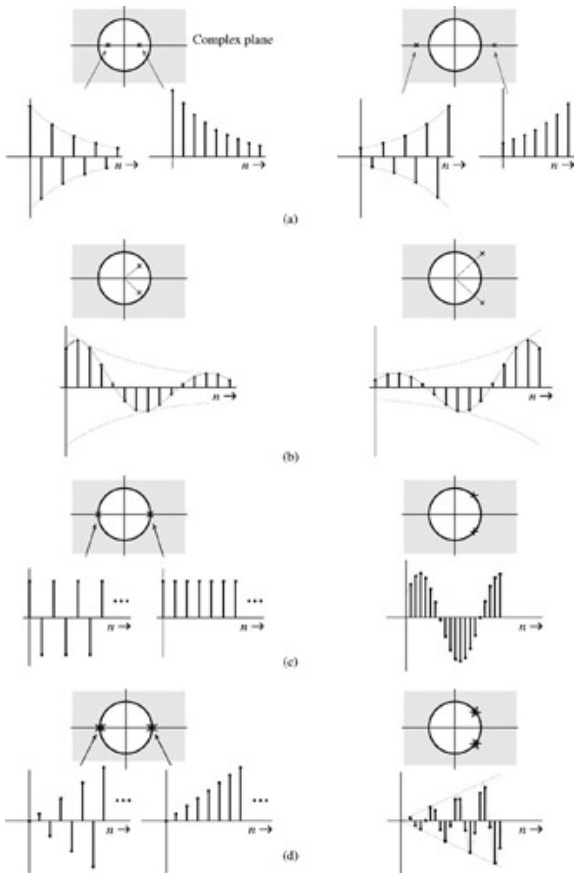 Complex plane
n →
n →
n →
n →
(a)
n →
n →
(b)
...
...
n →
n →
n →
(c)
...
...
n →
n →
n →
(d)